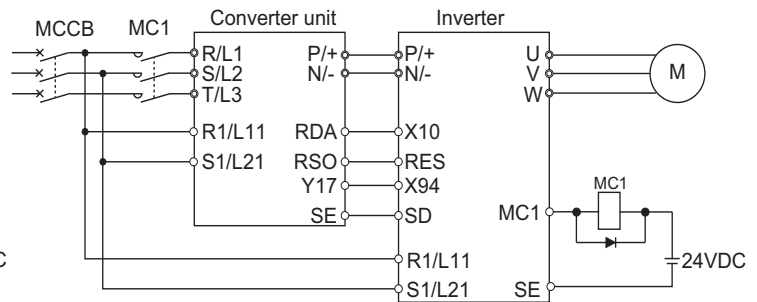 Converter unit Inverter
MCCB MC1
R/L1 P/+ P/+ U
S/L2 N/- N/- V M
T/L3 W
R1/L11 RDA X10
S1/L21 RSO RES
Y17 X94 MC1
SE SD MC1
C R1/L11 24VDC
S1/L21 SE